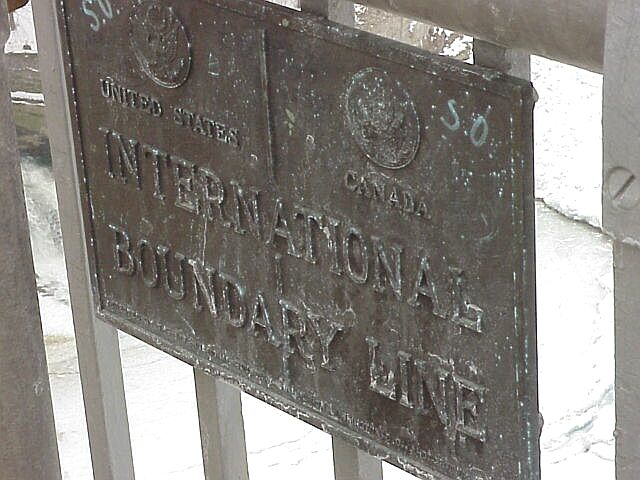 S.O. S.O.
UNITED STATES CANADA
INTERNATIONAL
BOUNDARY LINE